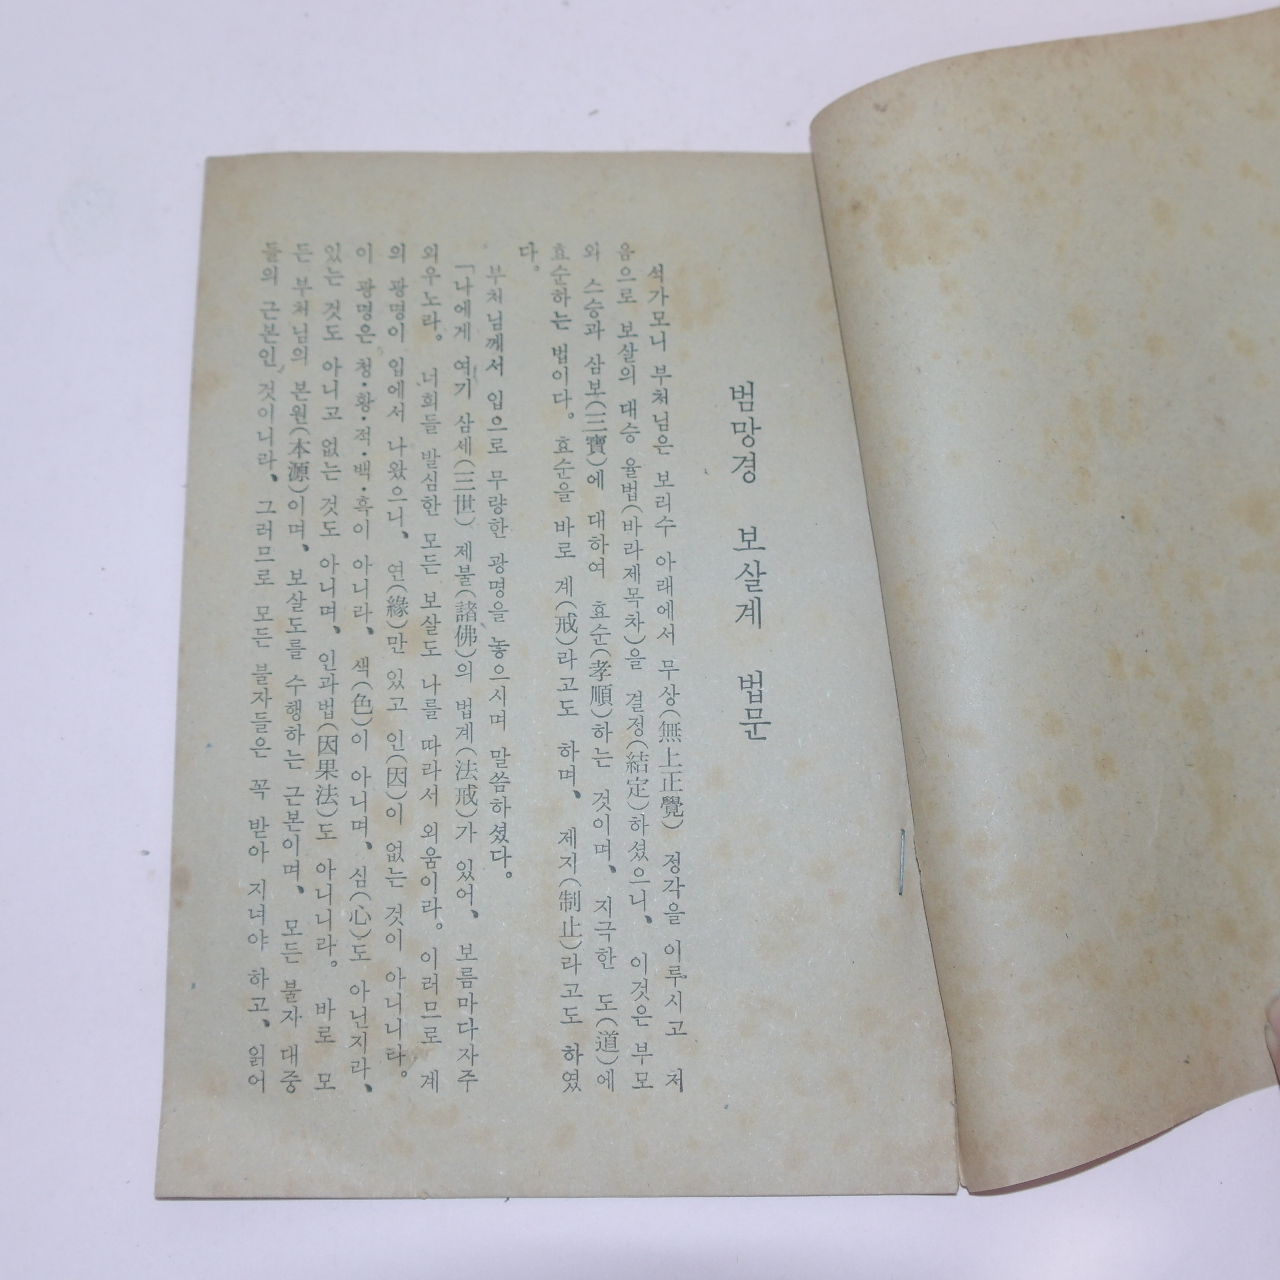 범망경 보살계 법문
석가모니 부처님은 보리수 아래에서 무상(無上正覺) 정각을 이루시고 처
음으로 보살의 대승 율법(바라제목차)을 결정(結定)하셨으니、 이것은 부모
와 스승과 삼보(三寶)에 대하여 효순(孝順)하는 것이며、 지극한 도(道)에
효순하는 법이다。 효순을 바로 계(戒)라고도 하며、 제지(制止)라고도 하였
다。
부처님께서 입으로 무량한 광명을 놓으시며 말씀하셨다。
「나에게 여기 삼세(三世) 제불(諸佛)의 법계(法戒)가 있어、 보름마다자주
외우노라。 너희들 발심한 모든 보살도 나를 따라서 외움이라。 이러므로 계
의 광명이 입에서 나왔으니、 연(緣)만 있고 인(因)이 없는 것이 아니니라。
이 광명은 청·황·적·백·흑이 아니라、 색(色)이 아니며、 심(心)도 아닌지라、
있는 것도 아니고 없는 것도 아니며、 인과법(因果法)도 아니니라。 바로 모
든 부처님의 본원(本源)이며、 보살도를 수행하는 근본이며、 모든 불자 대중
들의 근본인 것이니라、 그러므로 모든 불자들은 꼭 받아 지녀야 하고、 읽어